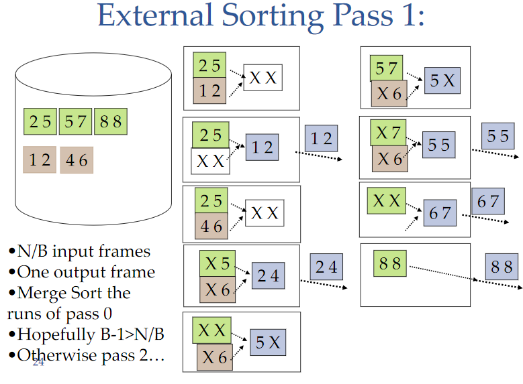 External Sorting Pass 1:
2 5 5 7 8 8
1 2 4 6
•N/B input frames
•One output frame
•Merge Sort the
runs of pass 0
•Hopefully B-1>N/B
•Otherwise pass 2…
24
2 5
1 2
X X
2 5
X X
1 2
1 2
2 5
4 6
X X
X 5
X 6
2 4
2 4
X X
X 6
5 X
5 7
X 6
5 X
X 7
X 6
5 5
5 5
X X
6 7
6 7
8 8
8 8